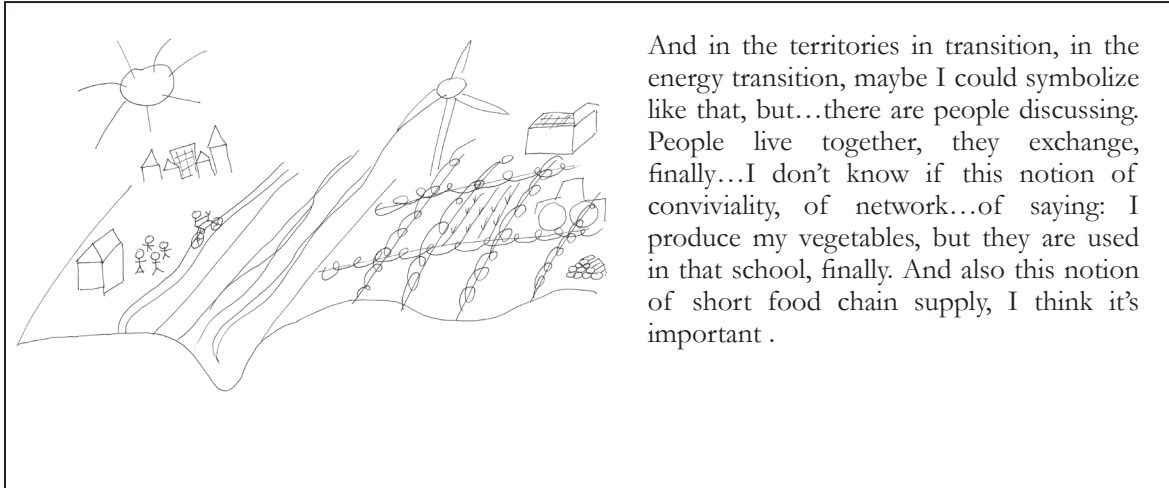 And in the territories in transition, in the
energy transition, maybe I could symbolize
like that, but…there are people discussing.
People live together, they exchange,
finally…I don’t know if this notion of
conviviality, of network…of saying: I
produce my vegetables, but they are used
in that school, finally. And also this notion
of short food chain supply, I think it’s
important .